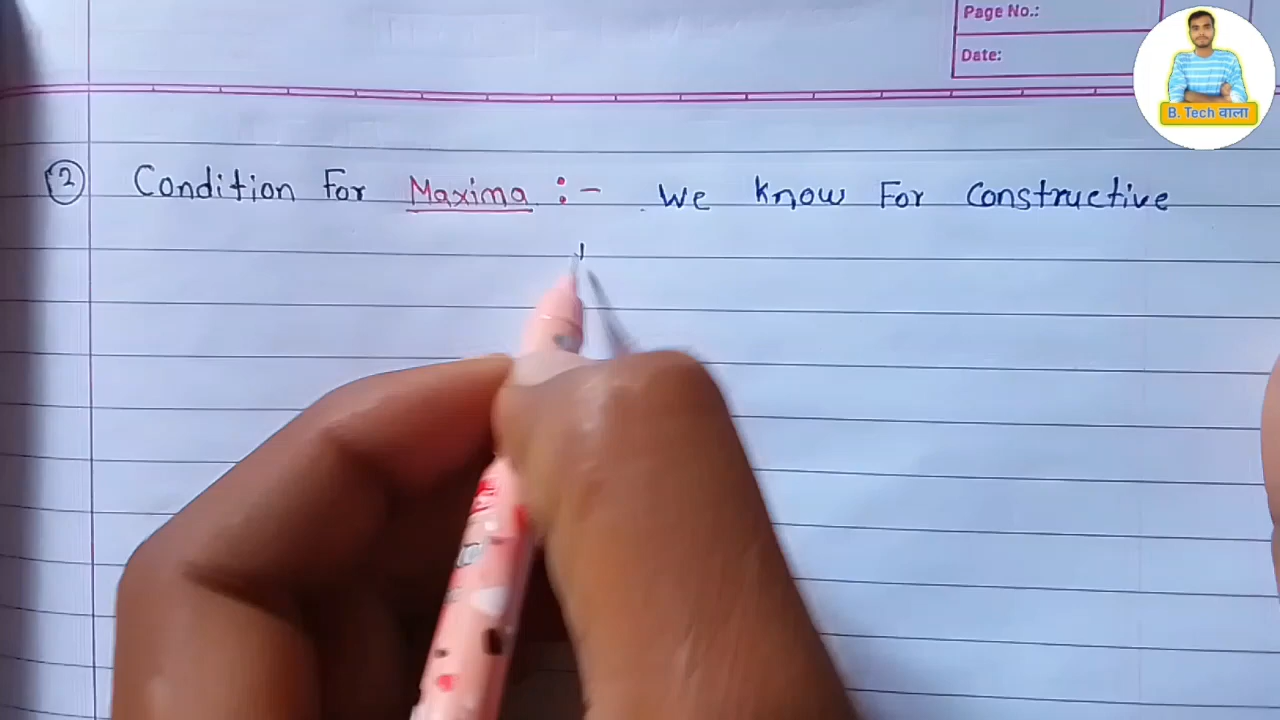 Page No.:
Date:
B. Tech वाला
② Condition For Maxima :- We Know For Constructive